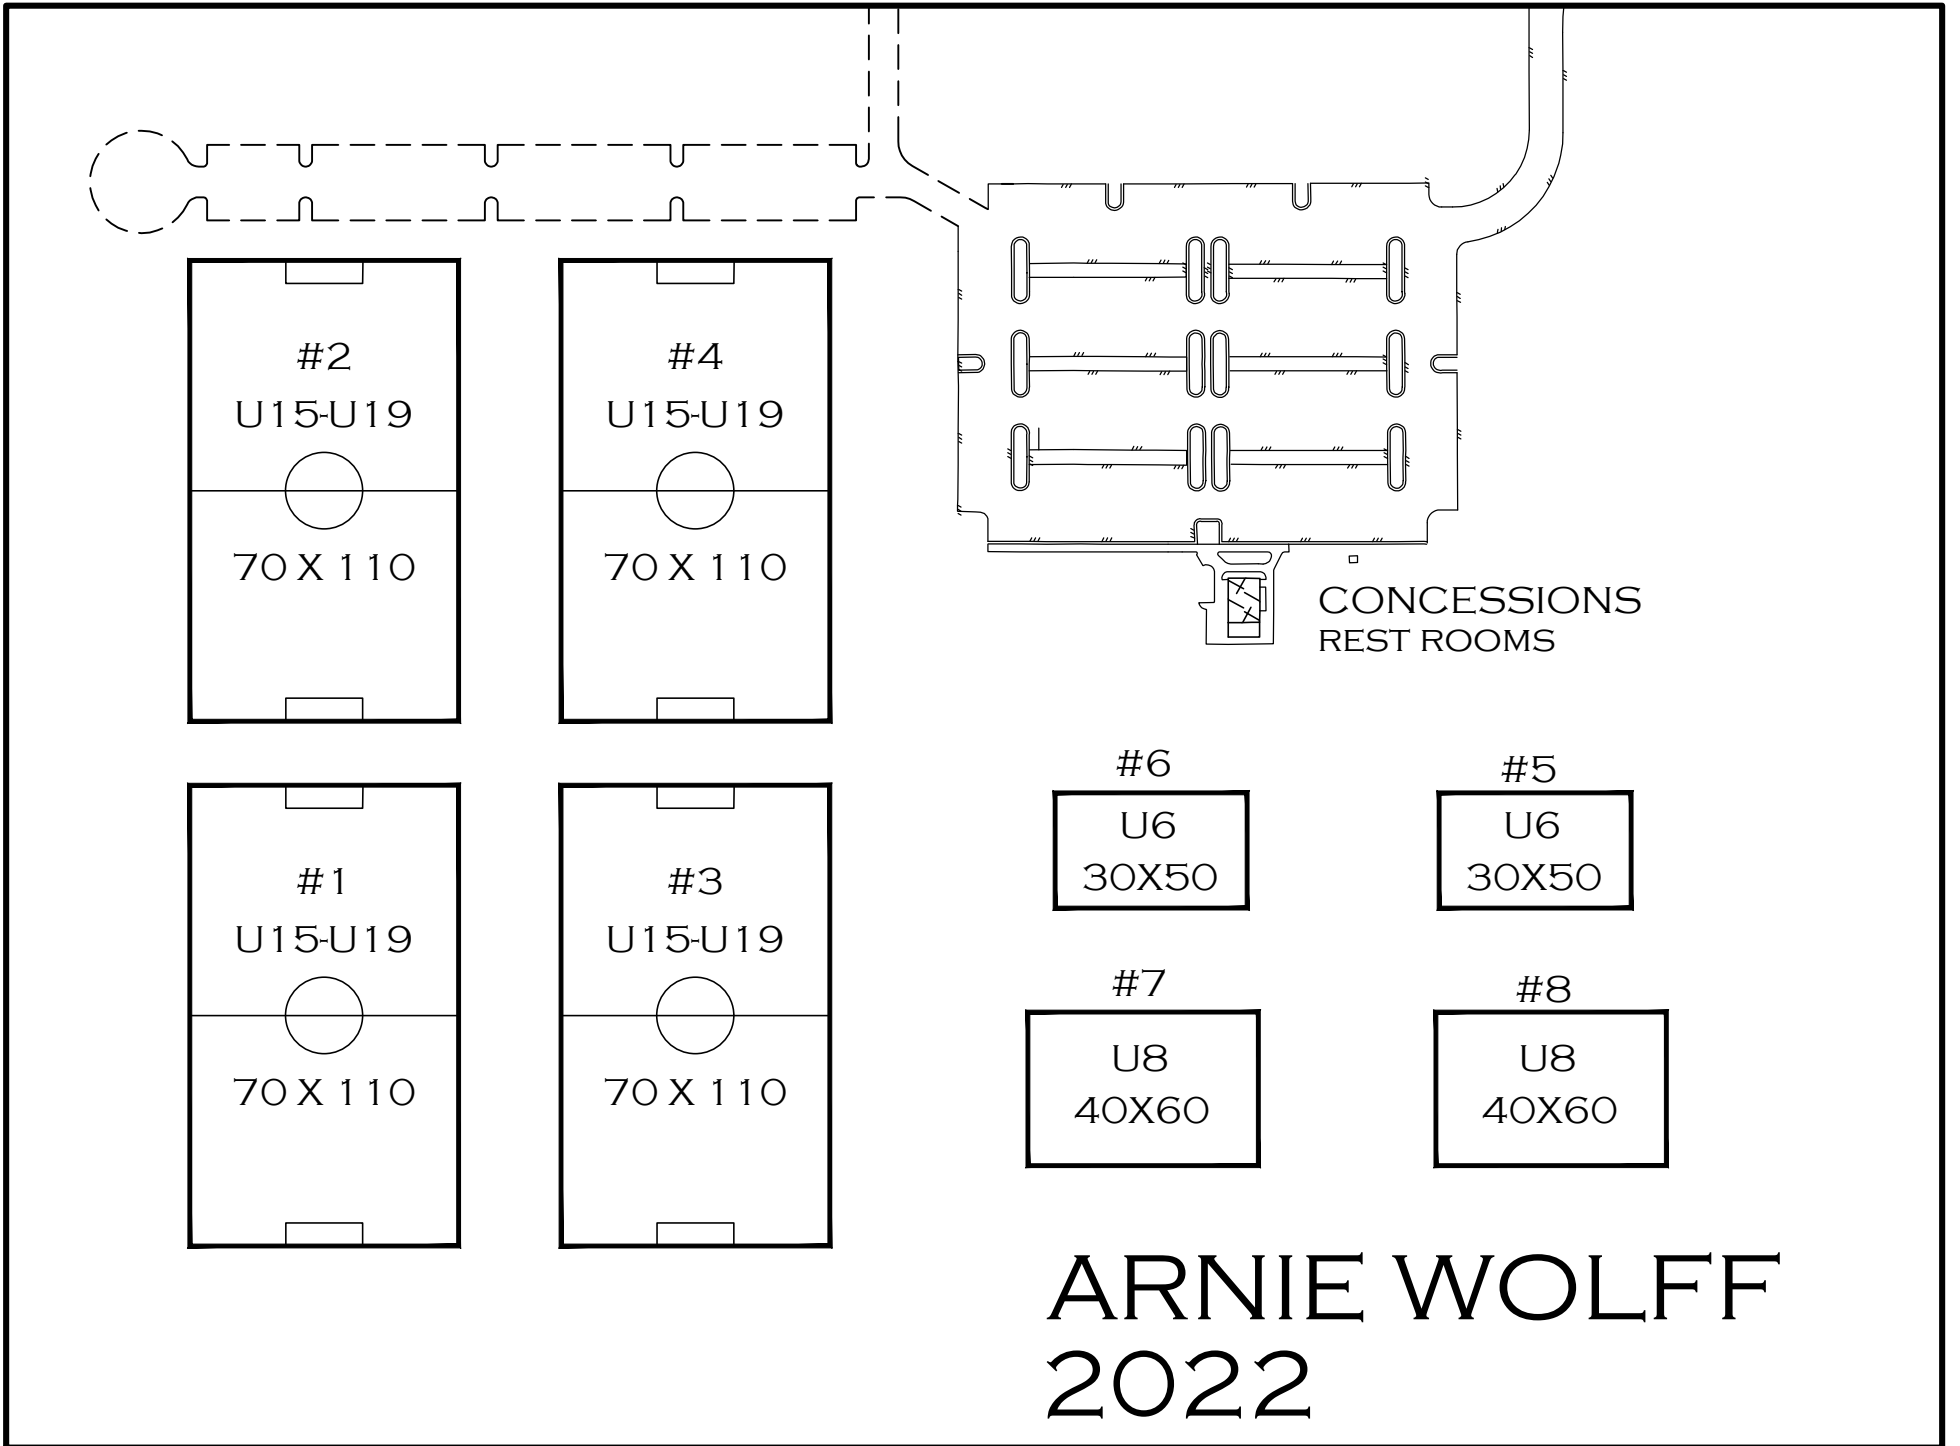 #2
U15-U19
70 X 110
#4
U15-U19
70 X 110
CONCESSIONS
REST ROOMS
#1
U15-U19
70 X 110
#3
U15-U19
70 X 110
#6
U6
30X50
#5
U6
30X50
#7
U8
40X60
#8
U8
40X60
ARNIE WOLFF
2022